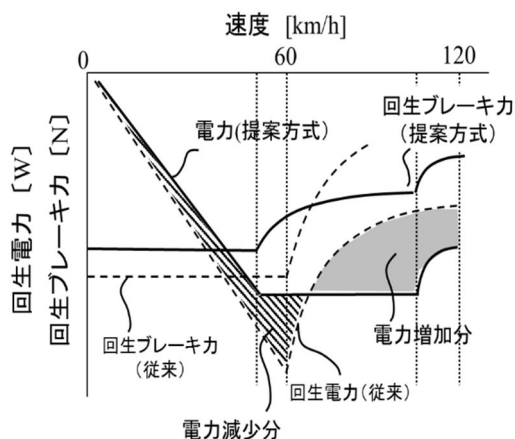 速度 [km/h]
0
60
120
回生ブレーキ力
(提案方式)
電力(提案方式)
回生電力 [W]
回生ブレーキ力 [N]
電力増加分
回生ブレーキ力
(従来)
回生電力(従来)
電力減少分